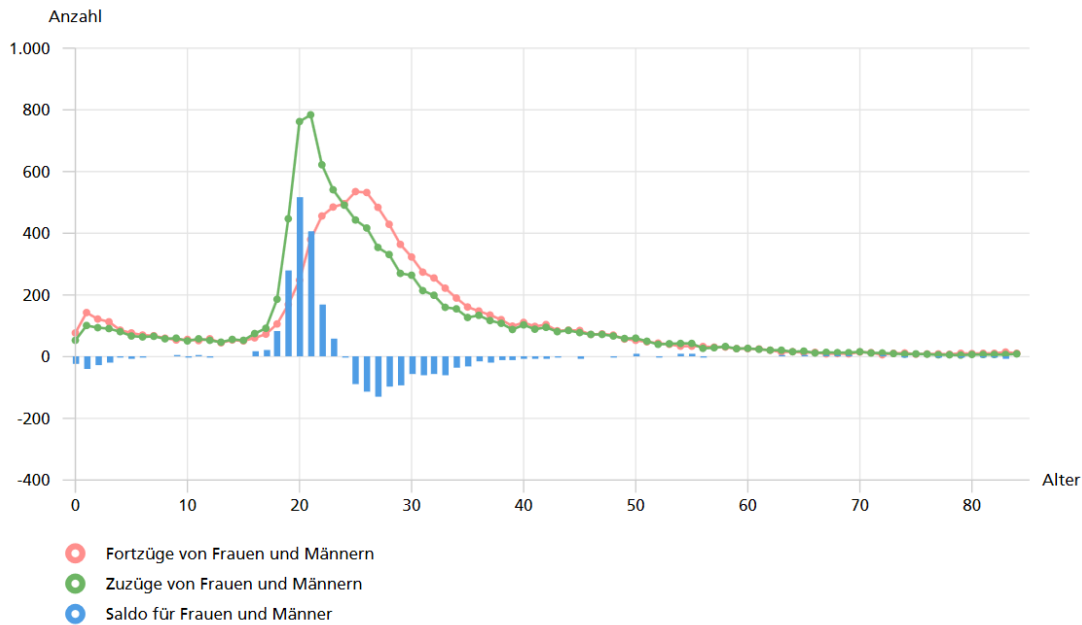 Anzahl
1.000
800
600
400
200
0
-200
-400
Alter
0 10 20 30 40 50 60 70 80
Fortzüge von Frauen und Männern
Zuzüge von Frauen und Männern
Saldo für Frauen und Männer